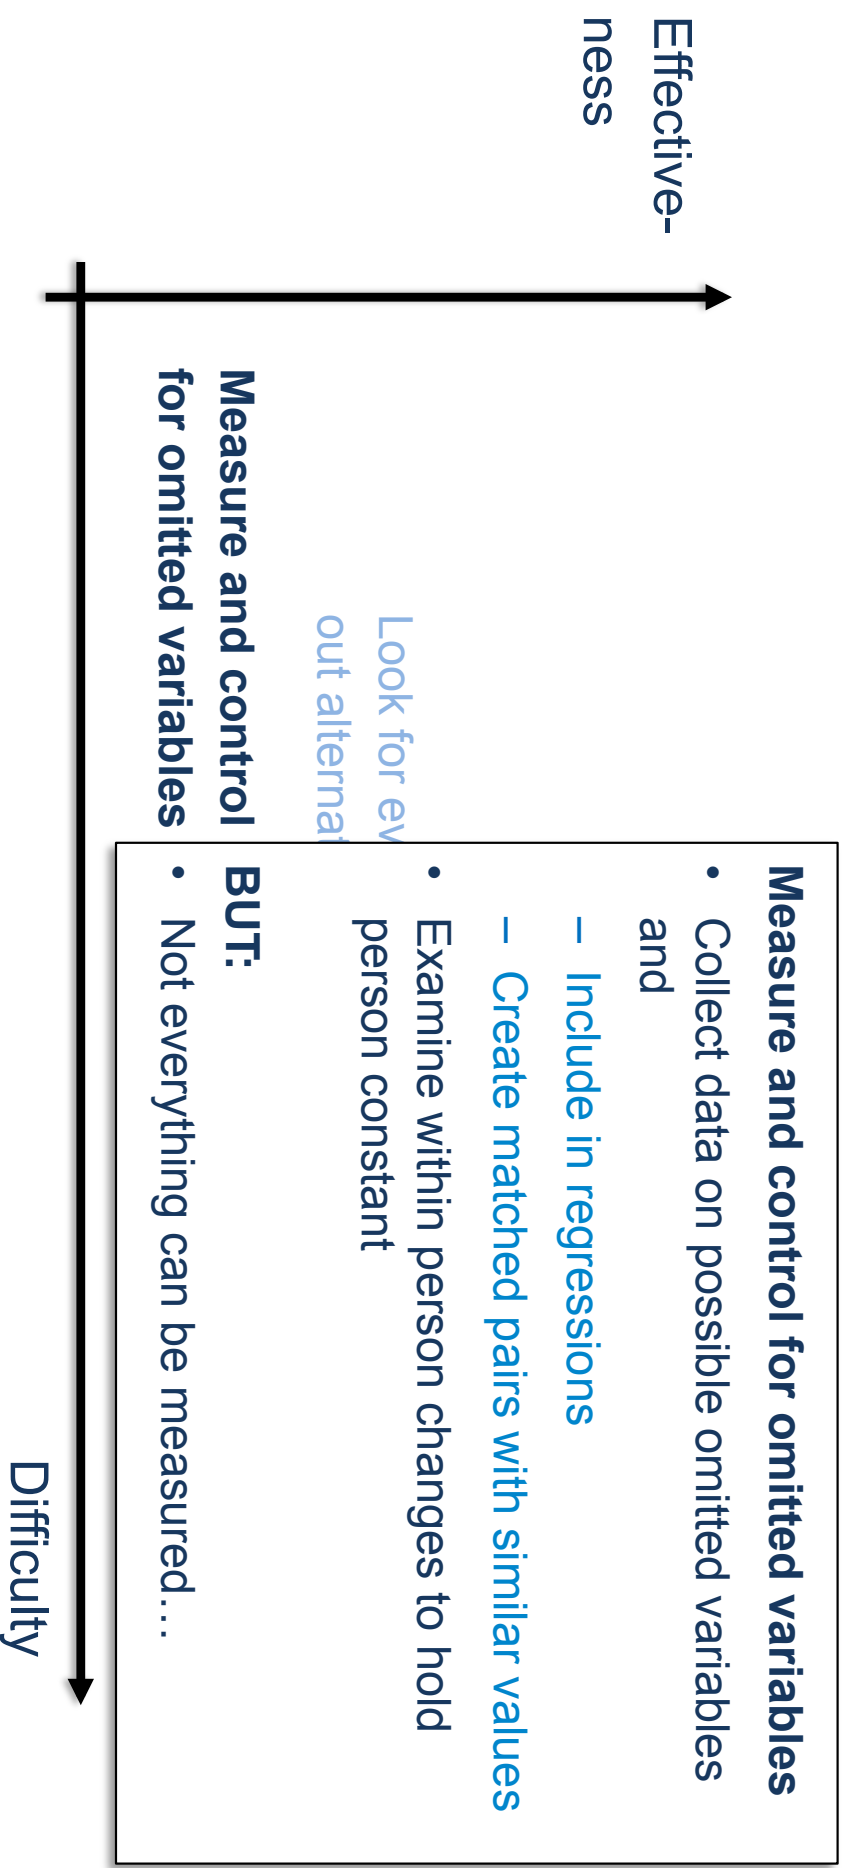 Effective-
ness
Look for ev
out alternat
Measure and control
for omitted variables
Measure and control for omitted variables
• Collect data on possible omitted variables
and
– Include in regressions
– Create matched pairs with similar values
• Examine within person changes to hold
person constant
BUT:
• Not everything can be measured…
Difficulty